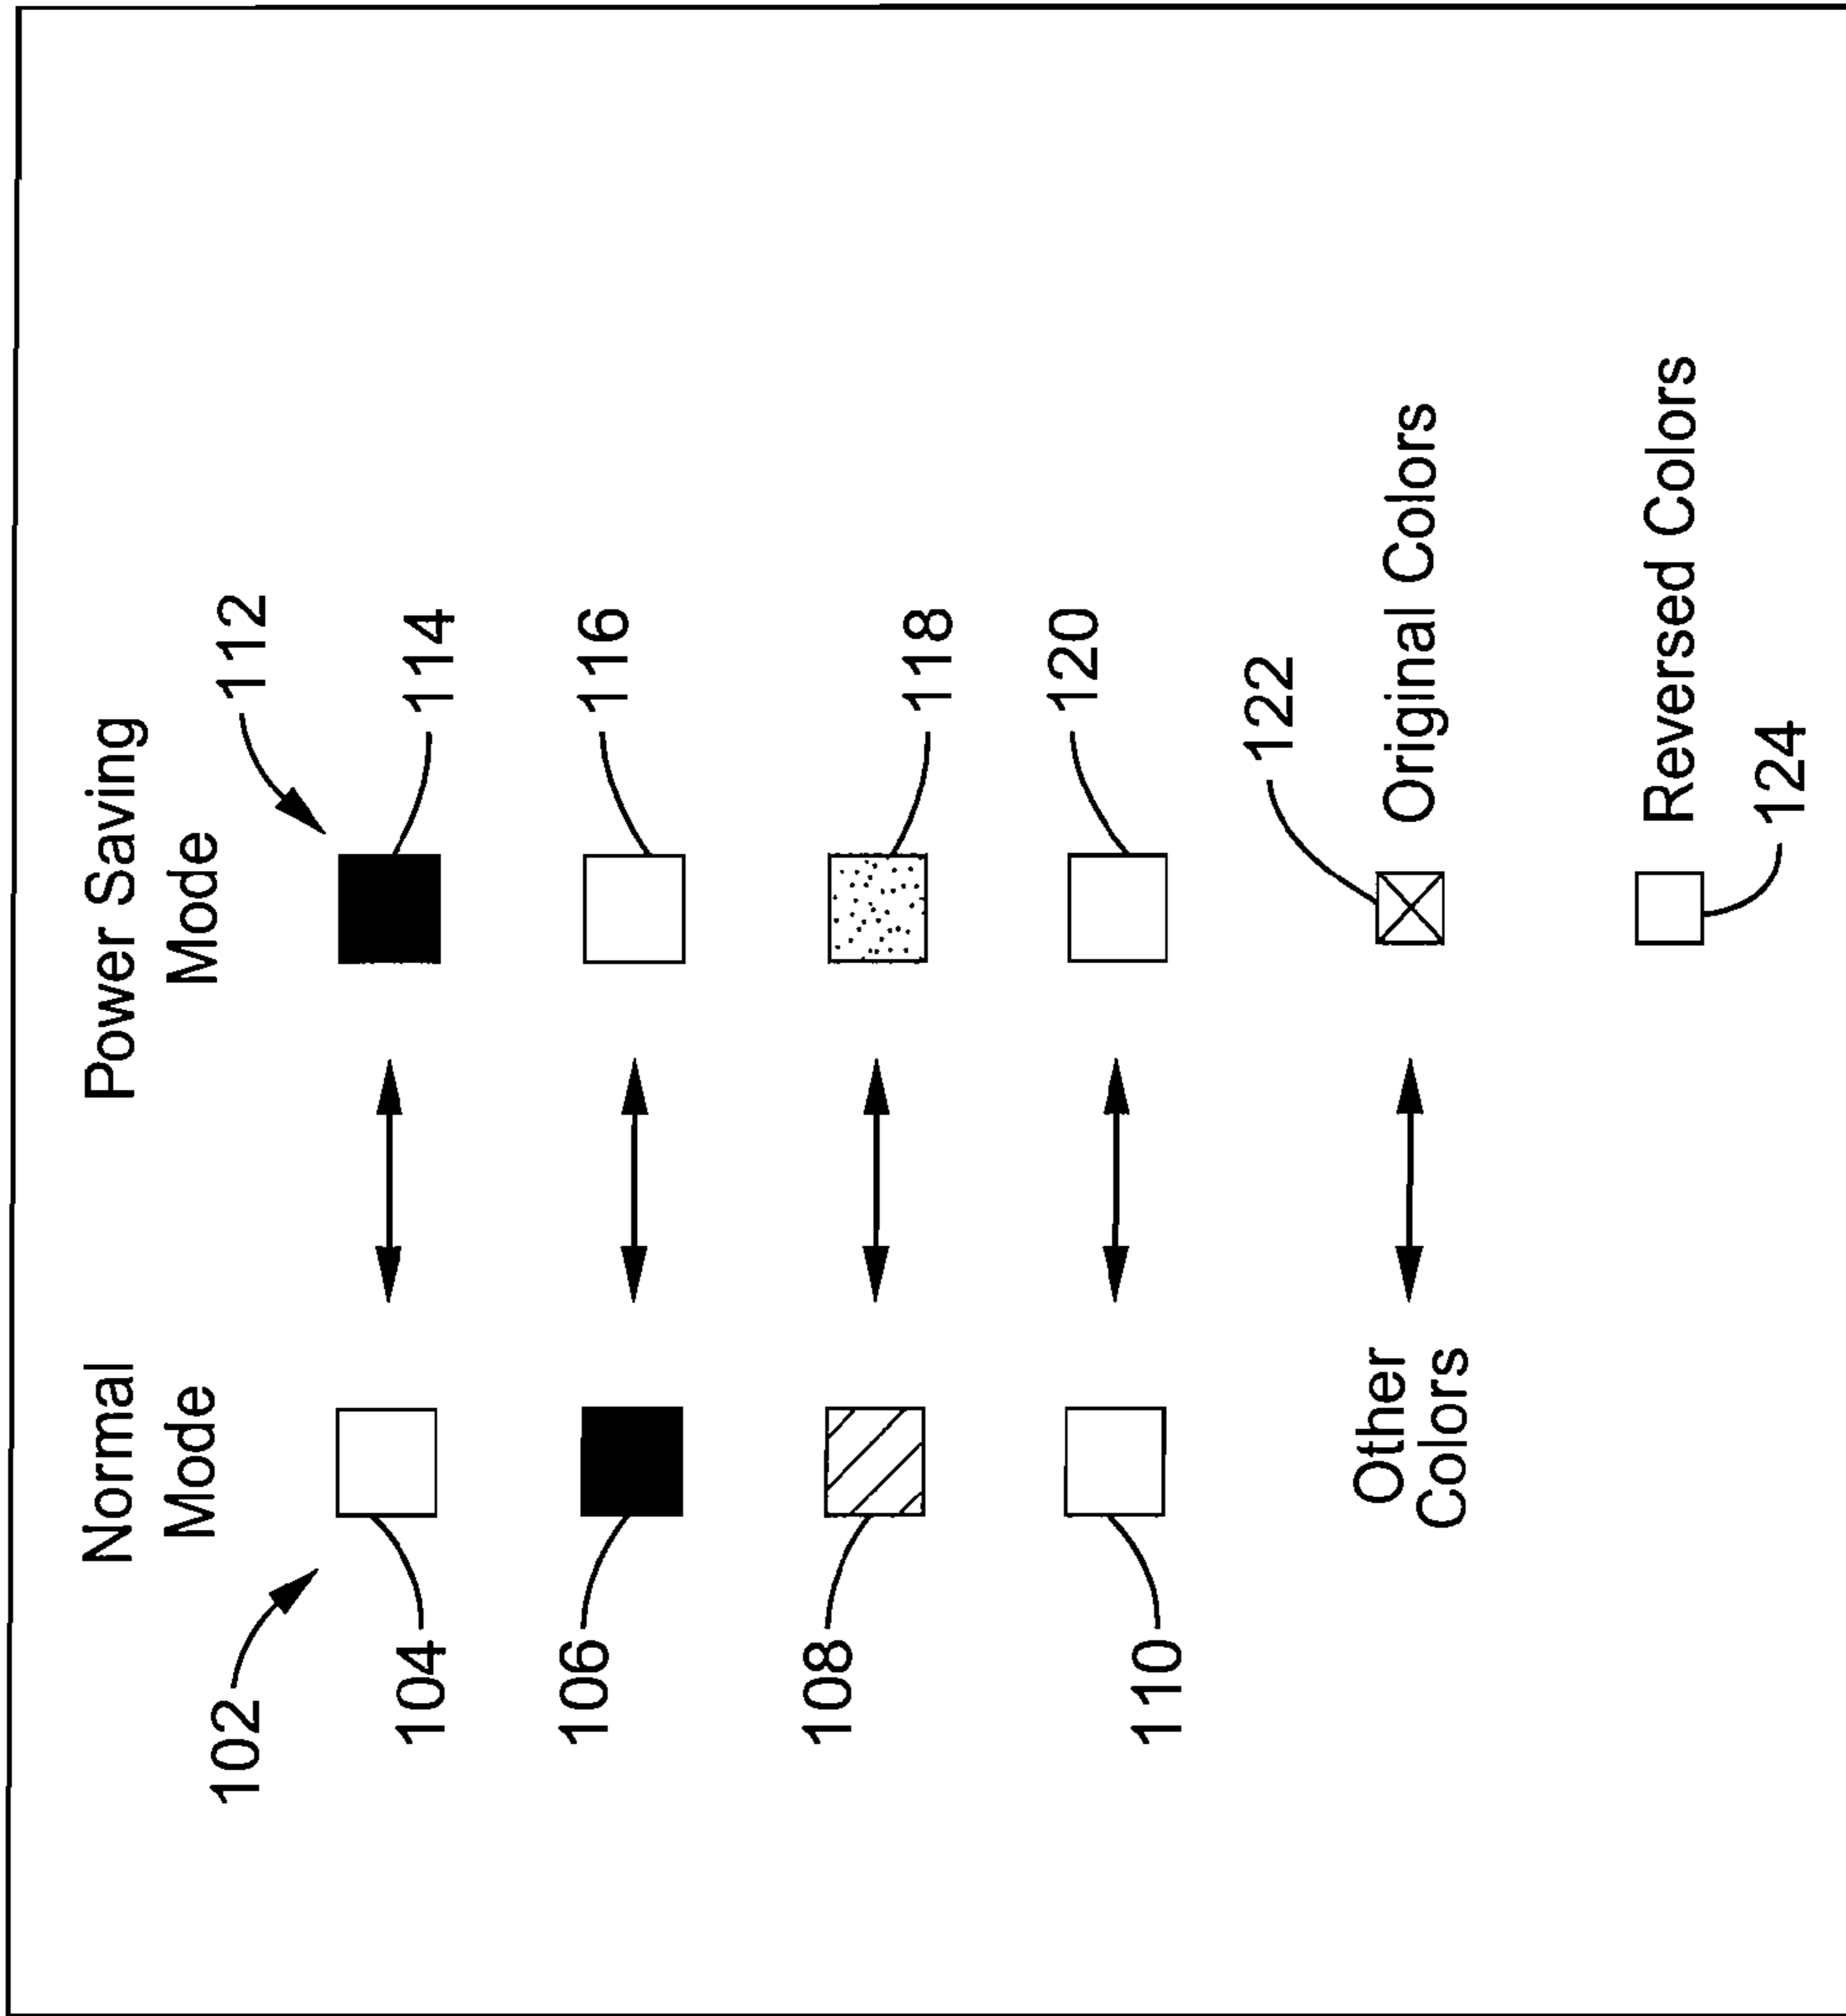 Normal
Mode
Power Saving
Mode
102
112
104
114
106
116
108
118
110
120
122
Other
Colors
Original Colors
Reversed Colors
124